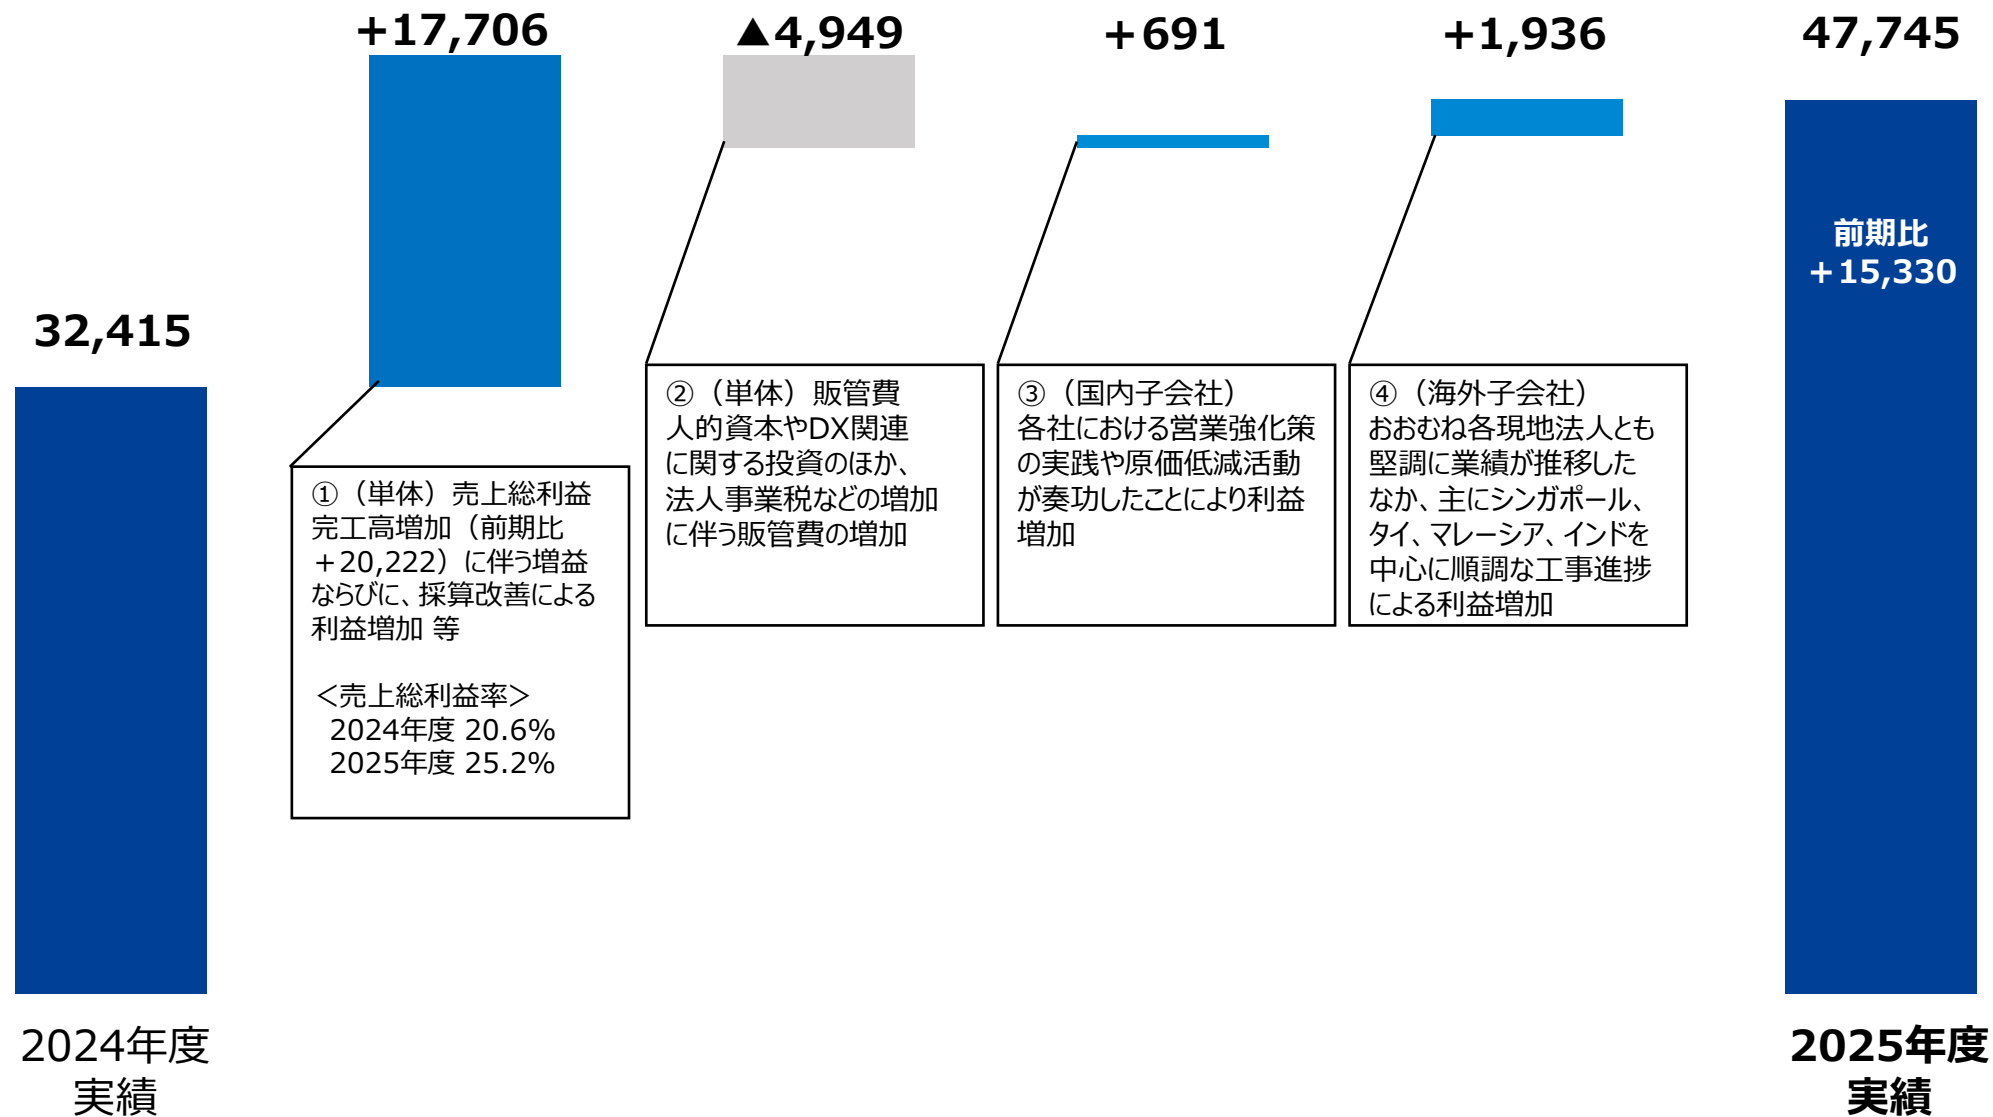 +17,706
▲4,949
+691
+1,936
47,745
前期比
+15,330
32,415
①(単体)売上総利益
完工高増加(前期比
+20,222)に伴う増益
ならびに、採算改善による
利益増加 等
<売上総利益率>
2024年度 20.6%
2025年度 25.2%
②(単体)販管費
人的資本やDX関連
に関する投資のほか、
法人事業税などの増加
に伴う販管費の増加
③(国内子会社)
各社における営業強化策
の実践や原価低減活動
が奏功したことにより利益
増加
④(海外子会社)
おおむね各現地法人とも
堅調に業績が推移した
なか、主にシンガポール、
タイ、マレーシア、インドを
中心に順調な工事進捗
による利益増加
2024年度
実績
2025年度
実績